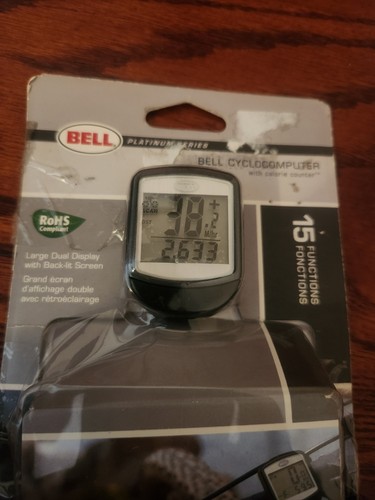 BELL
PLATINUM SERIES
BELL CYCLOCOMPUTER
with calorie counter
RoHS
Compliant
Large Dual Display
with Back-lit Screen
Grand écran
d'affichage double
avec rétroéclairage
38.2
2633
15 FUNCTIONS
FONCTIONS